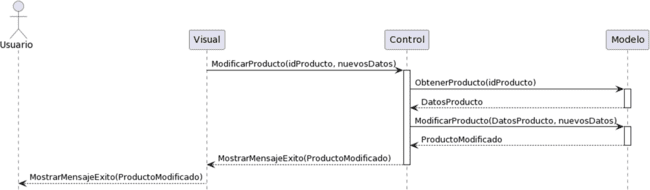 Usuario
Visual
Control
Modelo
ModificarProducto(idProducto, nuevosDatos)
ObtenerProducto(idProducto)
DatosProducto
ModificarProducto(DatosProducto, nuevosDatos)
ProductoModificado
MostrarMensajeExito(ProductoModificado)
MostrarMensajeExito(ProductoModificado)